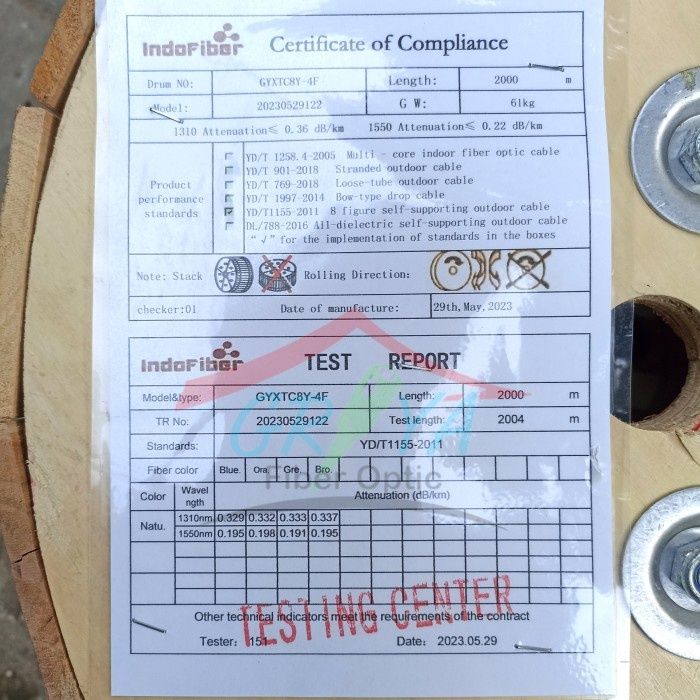 IndoFiber Certificate of Compliance
Drum NO: GYXTC8Y-4F Length: 2000 m
Model: 20230529122 G W: 61kg
1310 Attenuation≤ 0.36 dB/km 1550 Attenuation≤ 0.22 dB/km
Product performance standards
YD/T 1258.4-2005 Multi - core indoor fiber optic cable
YD/T 901-2018 Stranded outdoor cable
YD/T 769-2018 Loose-tube outdoor cable
YD/T 1997-2014 Bow-type drop cable
YD/T1155-2011 8 figure self-supporting outdoor cable
DL/788-2016 All-dielectric self-supporting outdoor cable
"√" for the implementation of standards in the boxes
Note: Stack Rolling Direction:
checker:01 Date of manufacture: 29th, May, 2023
IndoFiber TEST REPORT
Model&type: GYXTC8Y-4F Length: 2000 m
TR No: 20230529122 Test length: 2004 m
GRIYA
Standards: YD/T1155-2011
Fiber color Blue. Ora. Gre. Bro.
Fiber Optic
Color Wavel ngth Attenuation (dB/km)
Natu. 1310nm 0.329 0.332 0.333 0.337
1550nm 0.195 0.198 0.191 0.195
TESTING CENTER
Other technical indicators meet the requirements of the contract
Tester: 151 Date: 2023.05.29